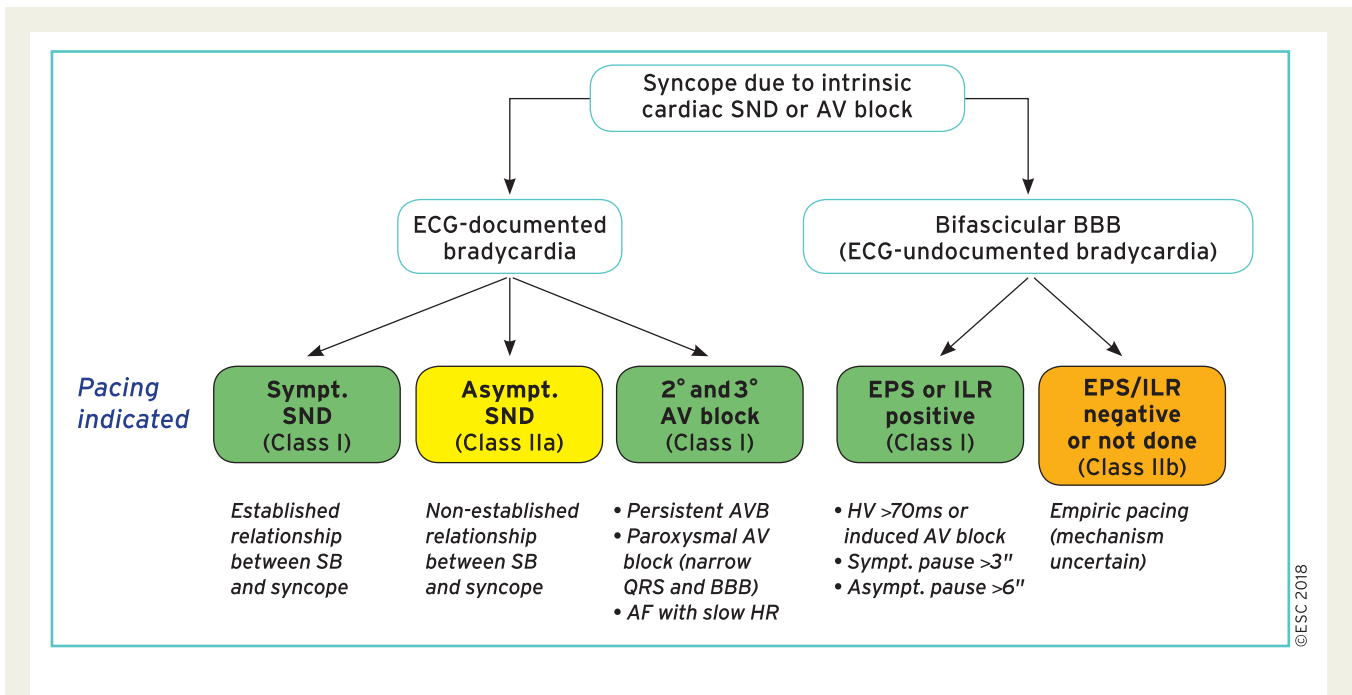 Syncope due to intrinsic
cardiac SND or AV block
ECG-documented
bradycardia
Bifascicular BBB
(ECG-undocumented bradycardia)
Pacing
indicated
Sympt.
SND
(Class I)
Asympt.
SND
(Class IIa)
2° and 3°
AV block
(Class I)
EPS or ILR
positive
(Class I)
EPS/ILR
negative
or not done
(Class IIb)
Established
relationship
between SB
and syncope
Non-established
relationship
between SB
and syncope
• Persistent AVB
• Paroxysmal AV
block (narrow
QRS and BBB)
• AF with slow HR
• HV >70ms or
induced AV block
• Sympt. pause >3"
• Asympt. pause >6"
Empiric pacing
(mechanism
uncertain)
©ESC 2018